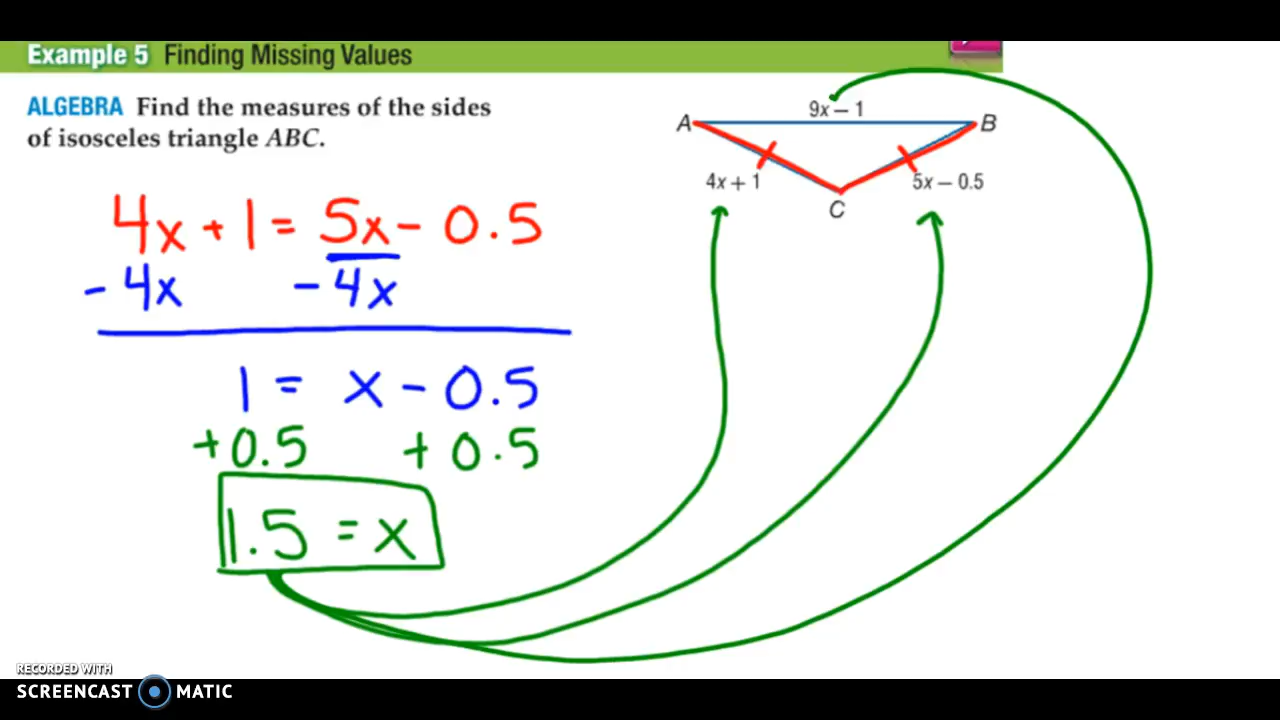 Example 5 Finding Missing Values
ALGEBRA Find the measures of the sides
of isosceles triangle ABC.
9x − 1
A
B
4x + 1
5x − 0.5
C
4x + 1 = 5x − 0.5
− 4x − 4x
1 = x − 0.5
+0.5 + 0.5
1.5 = x
RECORDED WITH
SCREENCAST MATIC